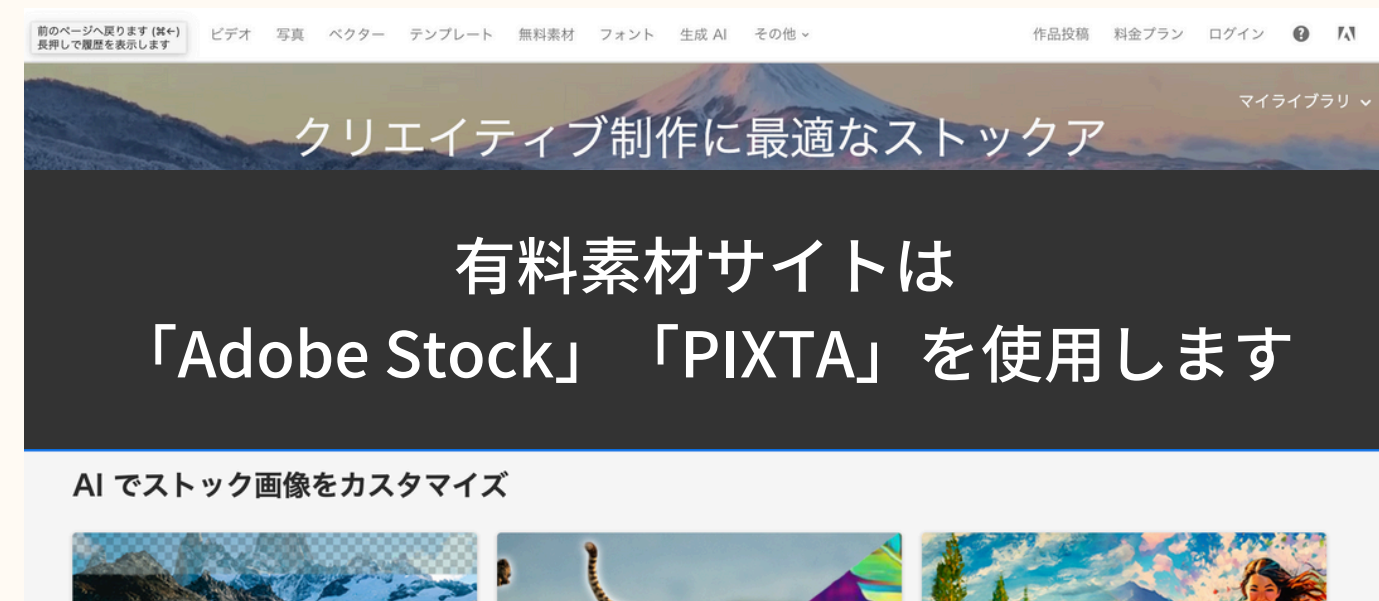 前のページへ戻ります (⌘←)
長押しで履歴を表示します
ビデオ 写真 ベクター テンプレート 無料素材 フォント 生成 AI その他
作品投稿 料金プラン ログイン ?
マイライブラリ
クリエイティブ制作に最適なストックア
有料素材サイトは
「Adobe Stock」「PIXTA」を使用します
AI でストック画像をカスタマイズ